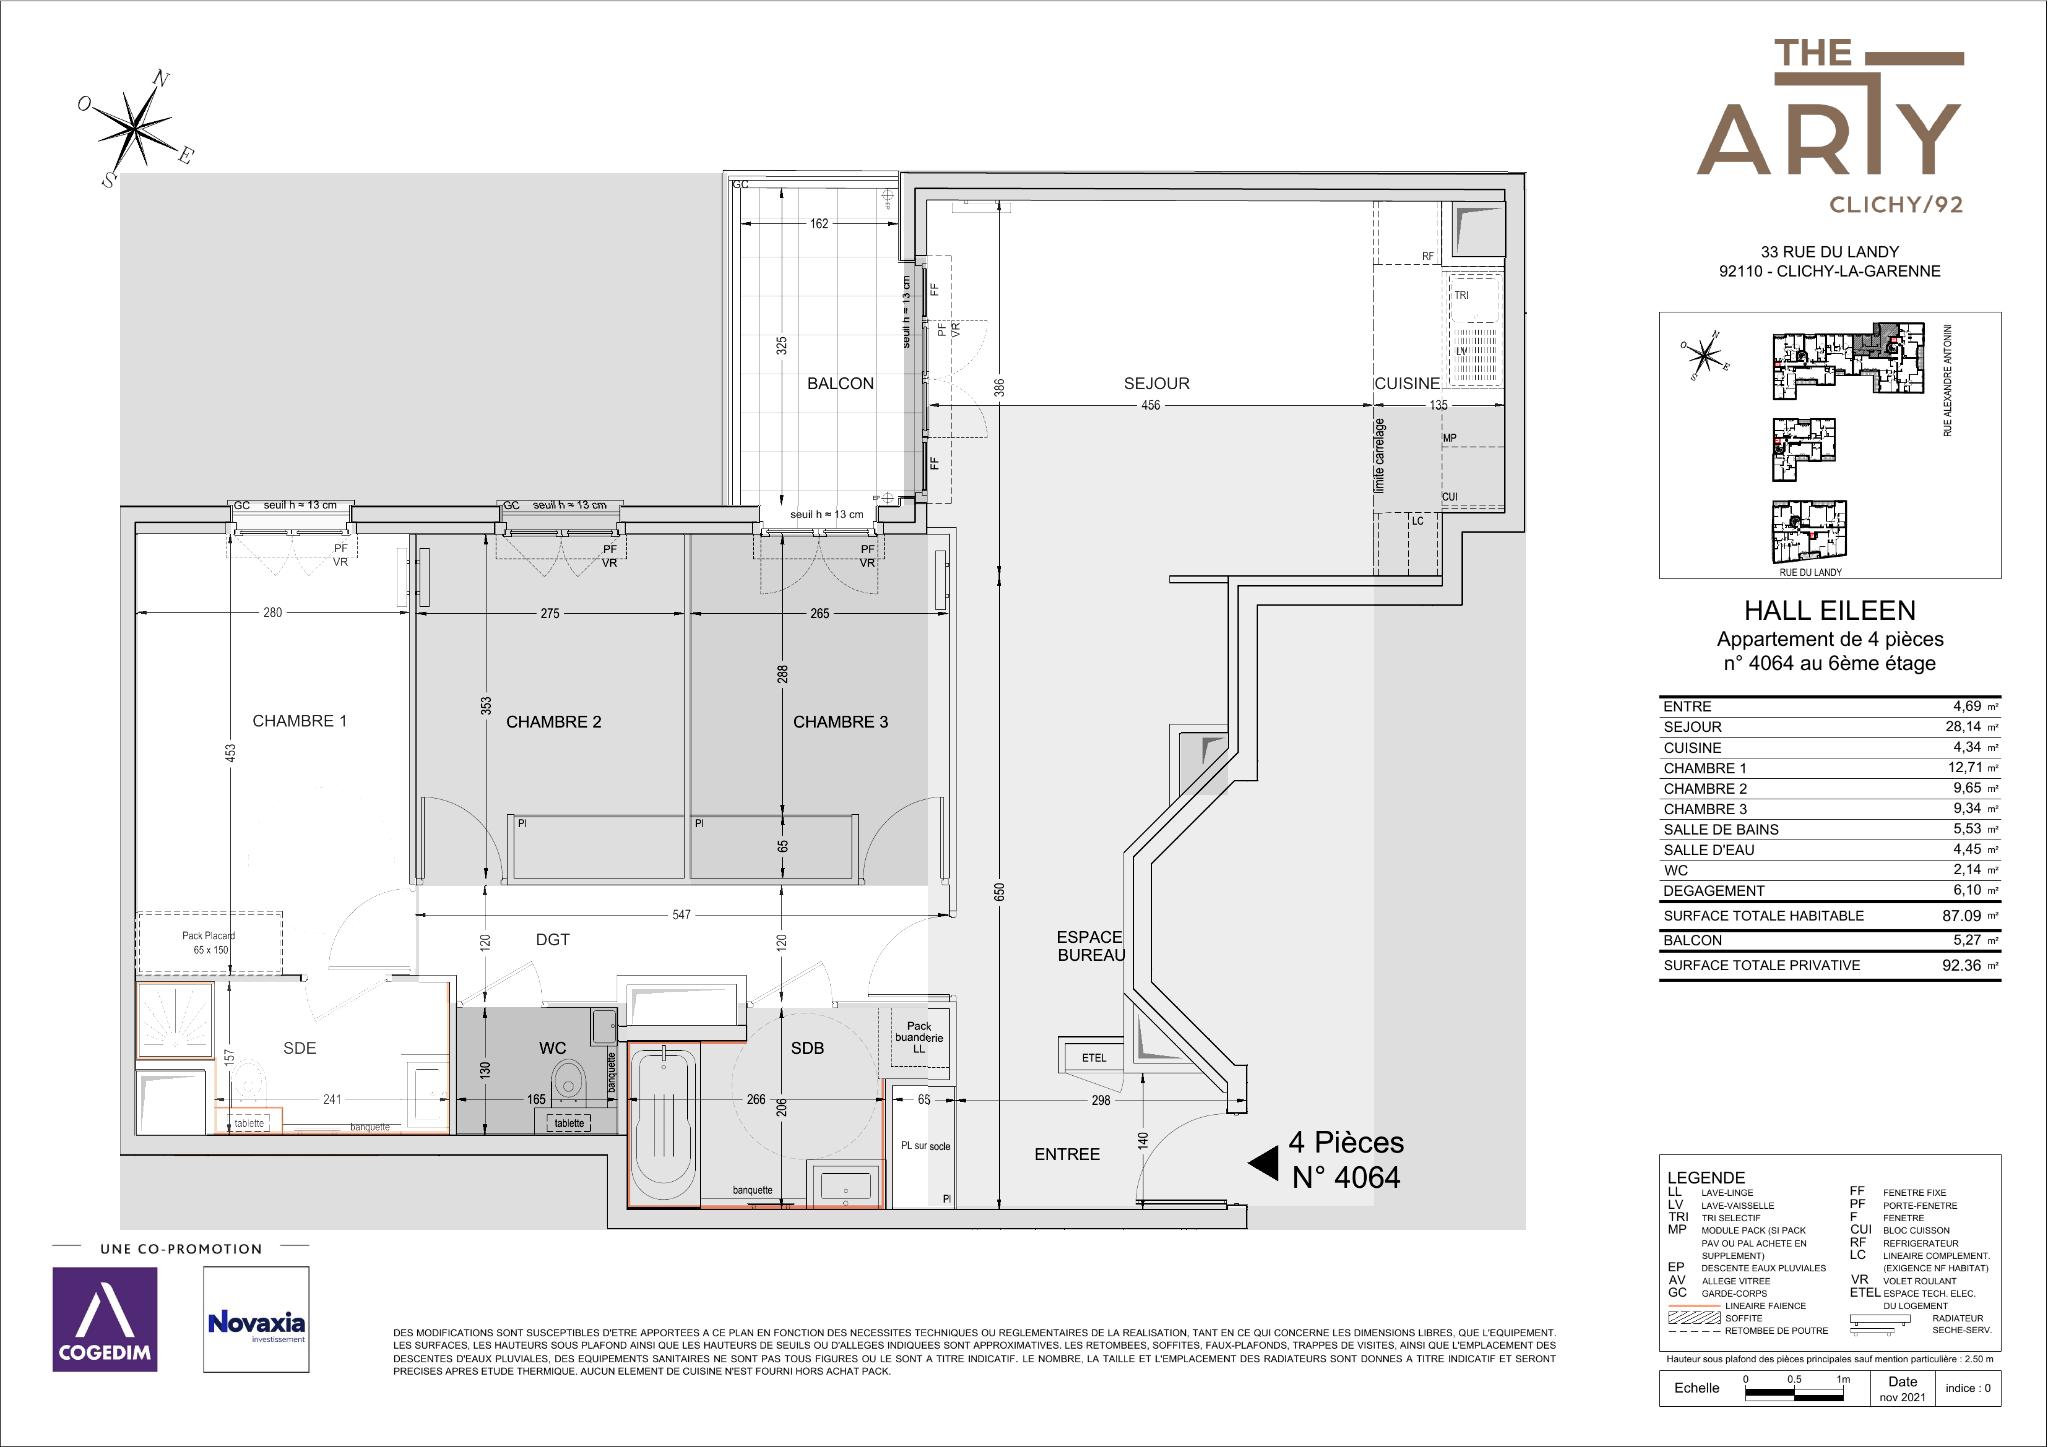 N
O
E
S
THE
ARTY
CLICHY/92
33 RUE DU LANDY
92110 - CLICHY-LA-GARENNE
N
O
E
S
RUE ALEXANDRE ANTONINI
RUE DU LANDY
HALL EILEEN
Appartement de 4 pièces
n° 4064 au 6ème étage
ENTRE 4,69 m²
SEJOUR 28,14 m²
CUISINE 4,34 m²
CHAMBRE 1 12,71 m²
CHAMBRE 2 9,65 m²
CHAMBRE 3 9,34 m²
SALLE DE BAINS 5,53 m²
SALLE D'EAU 4,45 m²
WC 2,14 m²
DEGAGEMENT 6,10 m²
SURFACE TOTALE HABITABLE 87.09 m²
BALCON 5,27 m²
SURFACE TOTALE PRIVATIVE 92.36 m²
GC
EP
162
325
BALCON
seuil h ≈ 13 cm
FF
PF
VR
FF
EP
seuil h ≈ 13 cm
386
SEJOUR
456
CUISINE
135
RF
TRI
LV
MP
CUI
LC
limite carrelage
GC seuil h ≈ 13 cm
GC seuil h ≈ 13 cm
PF
VR
PF
VR
PF
VR
280
275
265
453
353
288
CHAMBRE 1
CHAMBRE 2
CHAMBRE 3
PI
PI
65
650
547
120
DGT
120
Pack Placard
65 x 150
ESPACE
BUREAU
SDE
157
241
tablette
banquette
WC
130
165
banquette
tablette
SDB
266
206
banquette
Pack
buanderie
LL
65
PL sur socle
PI
ETEL
298
140
ENTREE
4 Pièces
N° 4064
UNE CO-PROMOTION
COGEDIM
Novaxia
investissement
DES MODIFICATIONS SONT SUSCEPTIBLES D'ETRE APPORTEES A CE PLAN EN FONCTION DES NECESSITES TECHNIQUES OU REGLEMENTAIRES DE LA REALISATION, TANT EN CE QUI CONCERNE LES DIMENSIONS LIBRES, QUE L'EQUIPEMENT.
LES SURFACES, LES HAUTEURS SOUS PLAFOND AINSI QUE LES HAUTEURS DE SEUILS OU D'ALLEGES INDIQUEES SONT APPROXIMATIVES. LES RETOMBEES, SOFFITES, FAUX-PLAFONDS, TRAPPES DE VISITES, AINSI QUE L'EMPLACEMENT DES
DESCENTES D'EAUX PLUVIALES, DES EQUIPEMENTS SANITAIRES NE SONT PAS TOUS FIGURES OU LE SONT A TITRE INDICATIF. LE NOMBRE, LA TAILLE ET L'EMPLACEMENT DES RADIATEURS SONT DONNES A TITRE INDICATIF ET SERONT
PRECISES APRES ETUDE THERMIQUE. AUCUN ELEMENT DE CUISINE N'EST FOURNI HORS ACHAT PACK.
LEGENDE
LL LAVE-LINGE
LV LAVE-VAISSELLE
TRI TRI SELECTIF
MP MODULE PACK (SI PACK
PAV OU PAL ACHETE EN
SUPPLEMENT)
EP DESCENTE EAUX PLUVIALES
AV ALLEGE VITREE
GC GARDE-CORPS
LINEAIRE FAIENCE
SOFFITE
RETOMBEE DE POUTRE
FF FENETRE FIXE
PF PORTE-FENETRE
F FENETRE
CUI BLOC CUISSON
RF REFRIGERATEUR
LC LINEAIRE COMPLEMENT.
(EXIGENCE NF HABITAT)
VR VOLET ROULANT
ETEL ESPACE TECH. ELEC.
DU LOGEMENT
RADIATEUR
SECHE-SERV.
Hauteur sous plafond des pièces principales sauf mention particulière : 2.50 m
Echelle
0 0.5 1m
Date
nov 2021
indice : 0